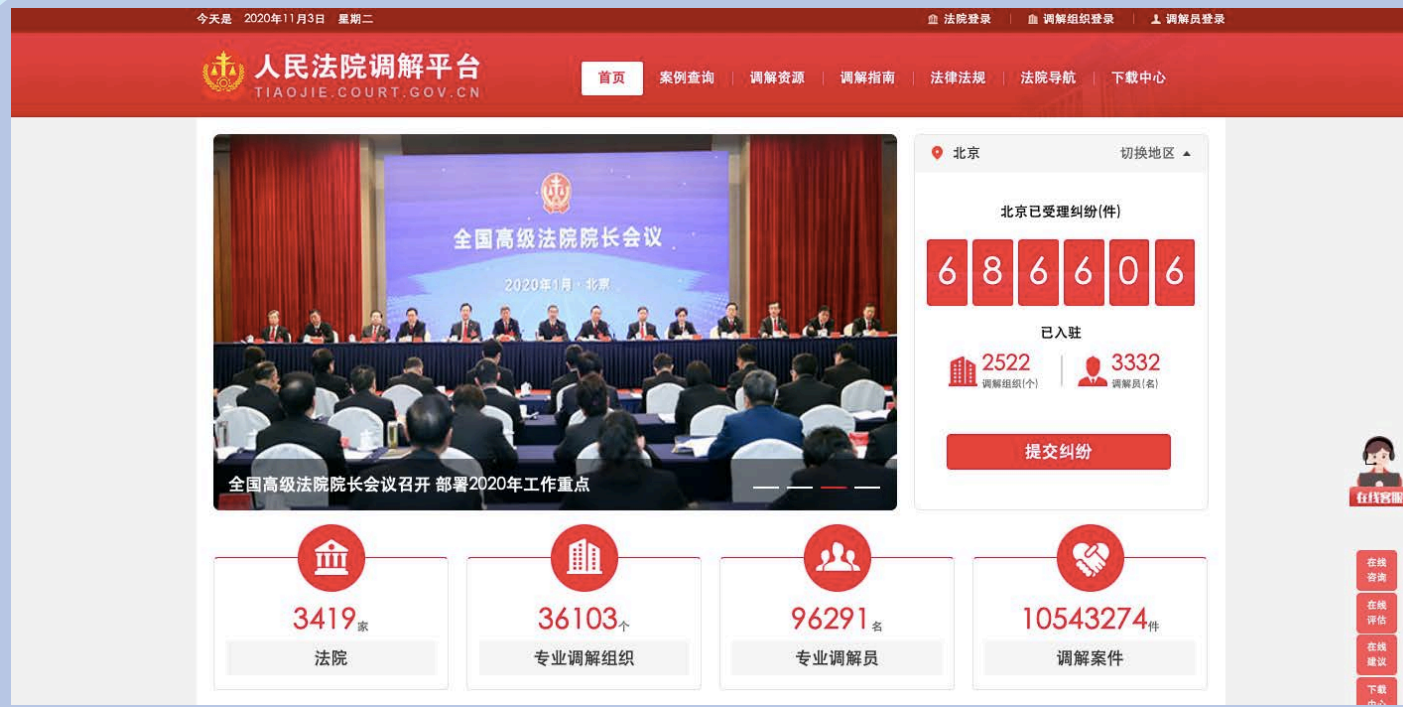 今天是 2020年11月3日 星期二
法院登录 调解组织登录 调解员登录
人民法院调解平台
TIAOJIE.COURT.GOV.CN
首页 案例查询 调解资源 调解指南 法律法规 法院导航 下载中心
全国高级法院院长会议
2020年1月·北京
全国高级法院院长会议召开 部署2020年工作重点
北京 切换地区
北京已受理纠纷(件)
686606
已入驻
2522 3332
调解组织(个) 调解员(名)
提交纠纷
在线客服
3419家
法院
36103个
专业调解组织
96291名
专业调解员
10543274件
调解案件
在线
咨询
在线
评估
在线
建议
下载
中心